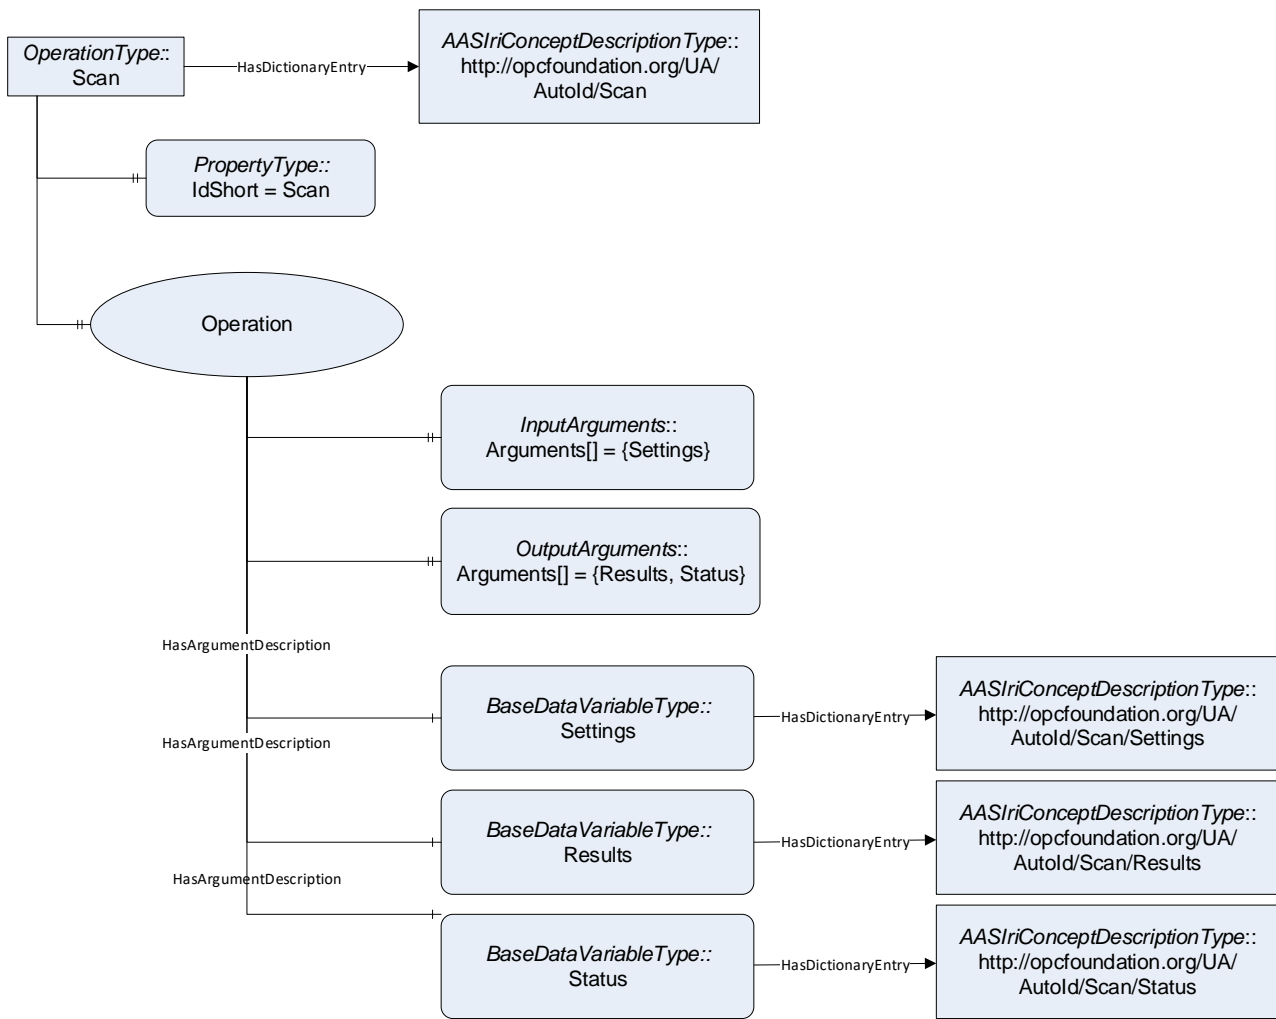 OperationType::
Scan
HasDictionaryEntry
AASIriConceptDescriptionType::
http://opcfoundation.org/UA/
AutoId/Scan
PropertyType::
IdShort = Scan
Operation
InputArguments::
Arguments[] = {Settings}
OutputArguments::
Arguments[] = {Results, Status}
HasArgumentDescription
BaseDataVariableType::
Settings
HasDictionaryEntry
AASIriConceptDescriptionType::
http://opcfoundation.org/UA/
AutoId/Scan/Settings
HasArgumentDescription
BaseDataVariableType::
Results
HasDictionaryEntry
AASIriConceptDescriptionType::
http://opcfoundation.org/UA/
AutoId/Scan/Results
HasArgumentDescription
BaseDataVariableType::
Status
HasDictionaryEntry
AASIriConceptDescriptionType::
http://opcfoundation.org/UA/
AutoId/Scan/Status